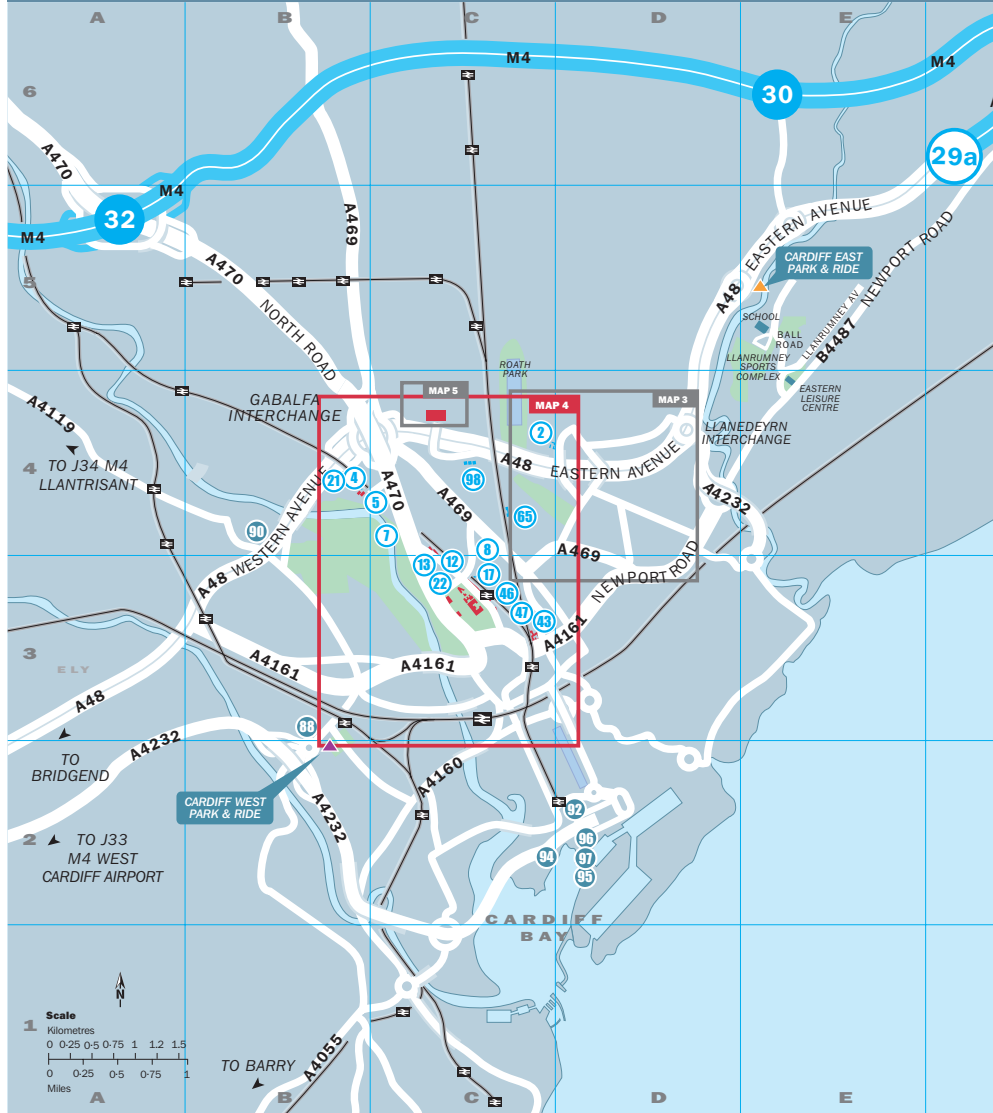 A
B
C
D
E
M4
M4
6
30
A470
29a
M4
32
A469
M4
EASTERN AVENUE
A470
CARDIFF EAST
PARK & RIDE
NEWPORT ROAD
5
A48
NORTH ROAD
SCHOOL
BALL
ROAD
LLANRUMNEY AV
B4487
LLANRUMNEY
SPORTS
COMPLEX
ROATH
PARK
EASTERN
LEISURE
CENTRE
MAP 5
MAP 4
MAP 3
GABALFA
INTERCHANGE
A4119
2
LLANEDEYRN
INTERCHANGE
4
TO J34 M4
LLANTRISANT
A48
EASTERN AVENUE
21
4
98
5
A470
A469
A4232
65
90
7
WESTERN AVENUE
A48
8
A469
13
12
17
22
46
NEWPORT ROAD
47
43
A4161
3
ELY
A4161
A4161
A48
88
A4232
TO
BRIDGEND
A4160
CARDIFF WEST
PARK & RIDE
A4232
92
2
TO J33
M4 WEST
CARDIFF AIRPORT
96
94
97
95
CARDIFF
BAY
N
1
Scale
Kilometres
0 0·25 0·5 0·75 1 1.2 1.5
0 0·25 0·5 0·75 1
Miles
TO BARRY
A4055
A
B
C
D
E